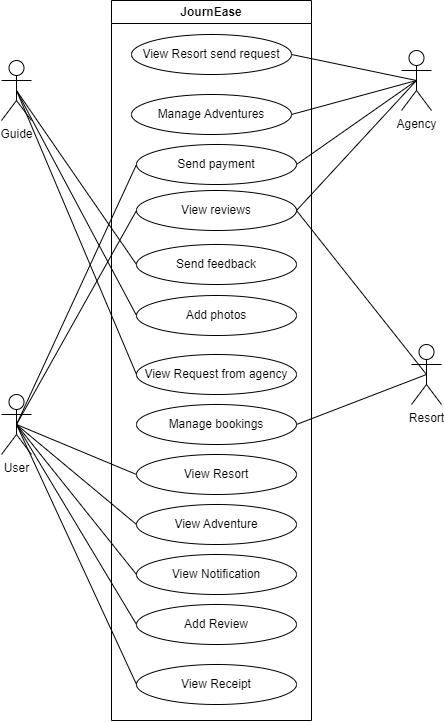 JournEase
View Resort send request
Manage Adventures
Agency
Guide
Send payment
View reviews
Send feedback
Add photos
View Request from agency
Resort
Manage bookings
User
View Resort
View Adventure
View Notification
Add Review
View Receipt